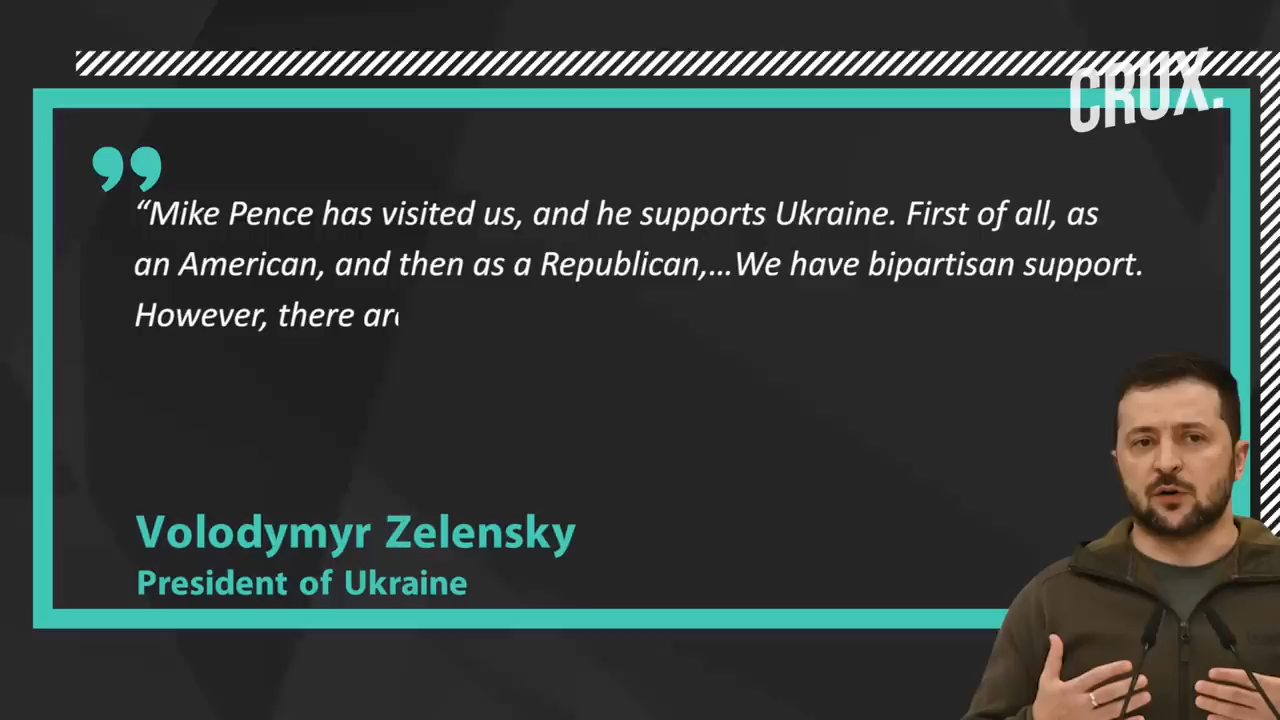 CRUX.
“Mike Pence has visited us, and he supports Ukraine. First of all, as
an American, and then as a Republican,...We have bipartisan support.
However, there are
Volodymyr Zelensky
President of Ukraine